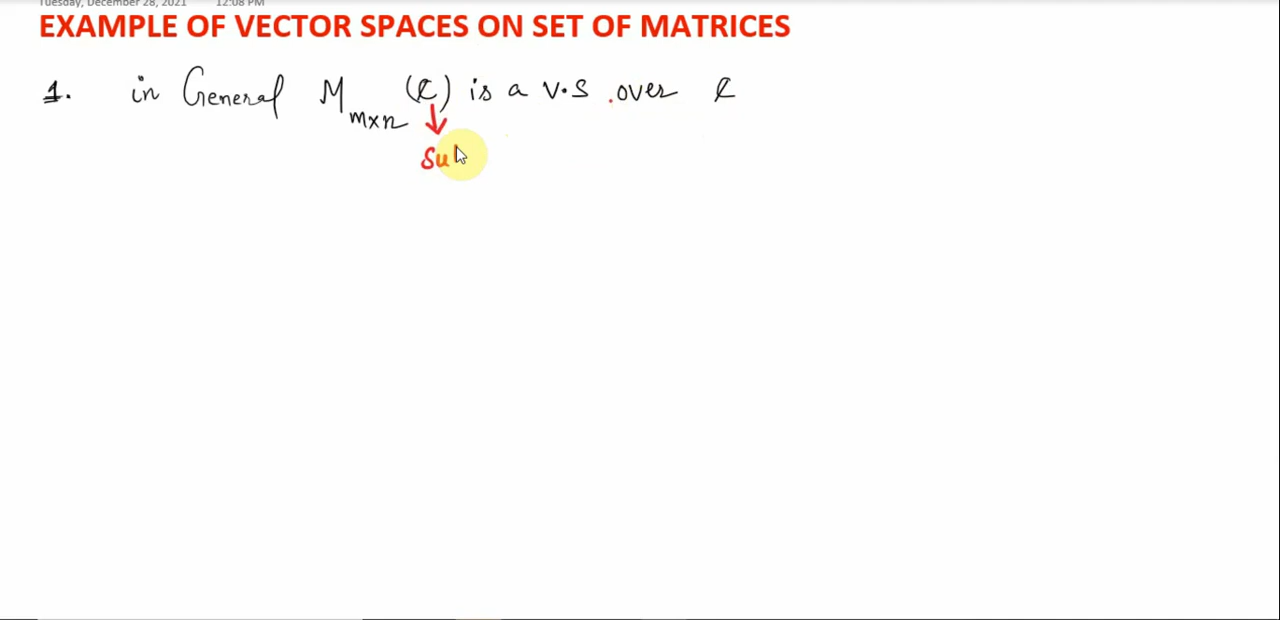 Tuesday, December 28, 2021 12:08 PM
EXAMPLE OF VECTOR SPACES ON SET OF MATRICES
1. in General M m×n (ℂ) is a V.S. over ℂ
Su